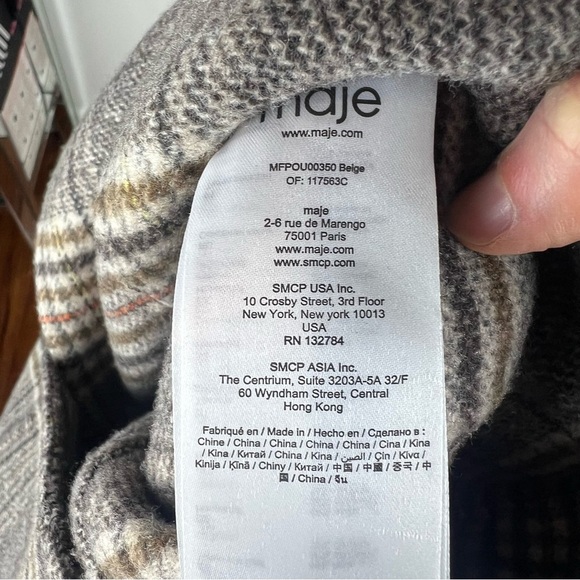 maje
www.maje.com
MFPOU00350 Beige
OF: 117563C
maje
2-6 rue de Marengo
75001 Paris
www.maje.com
www.smcp.com
SMCP USA Inc.
10 Crosby Street, 3rd Floor
New York, New york 10013
USA
RN 132784
SMCP ASIA Inc.
The Centrium, Suite 3203A-5A 32/F
60 Wyndham Street, Central
Hong Kong
Fabriqué en / Made in / Hecho en / Сделано в :
Chine / China / China / China / China / Cina / Kina
/ Kina / Китай / China / Kina / الصين / Çin / Κίνα /
Kinija / Ķīnā / Chiny / Китай / 中国 / 中國 / 중국 / 中
国 / China / จีน